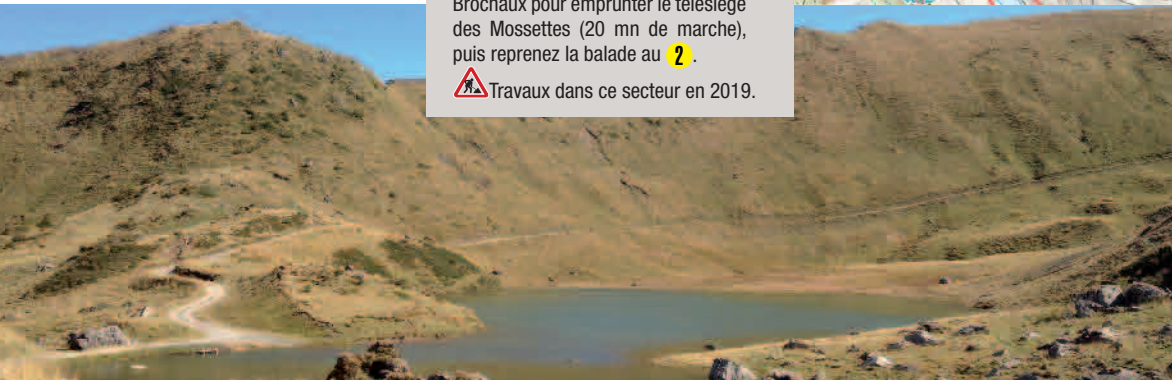 Brochaux pour emprunter le télésiège
des Mossettes (20 mn de marche),
puis reprenez la balade au 2.
Travaux dans ce secteur en 2019.